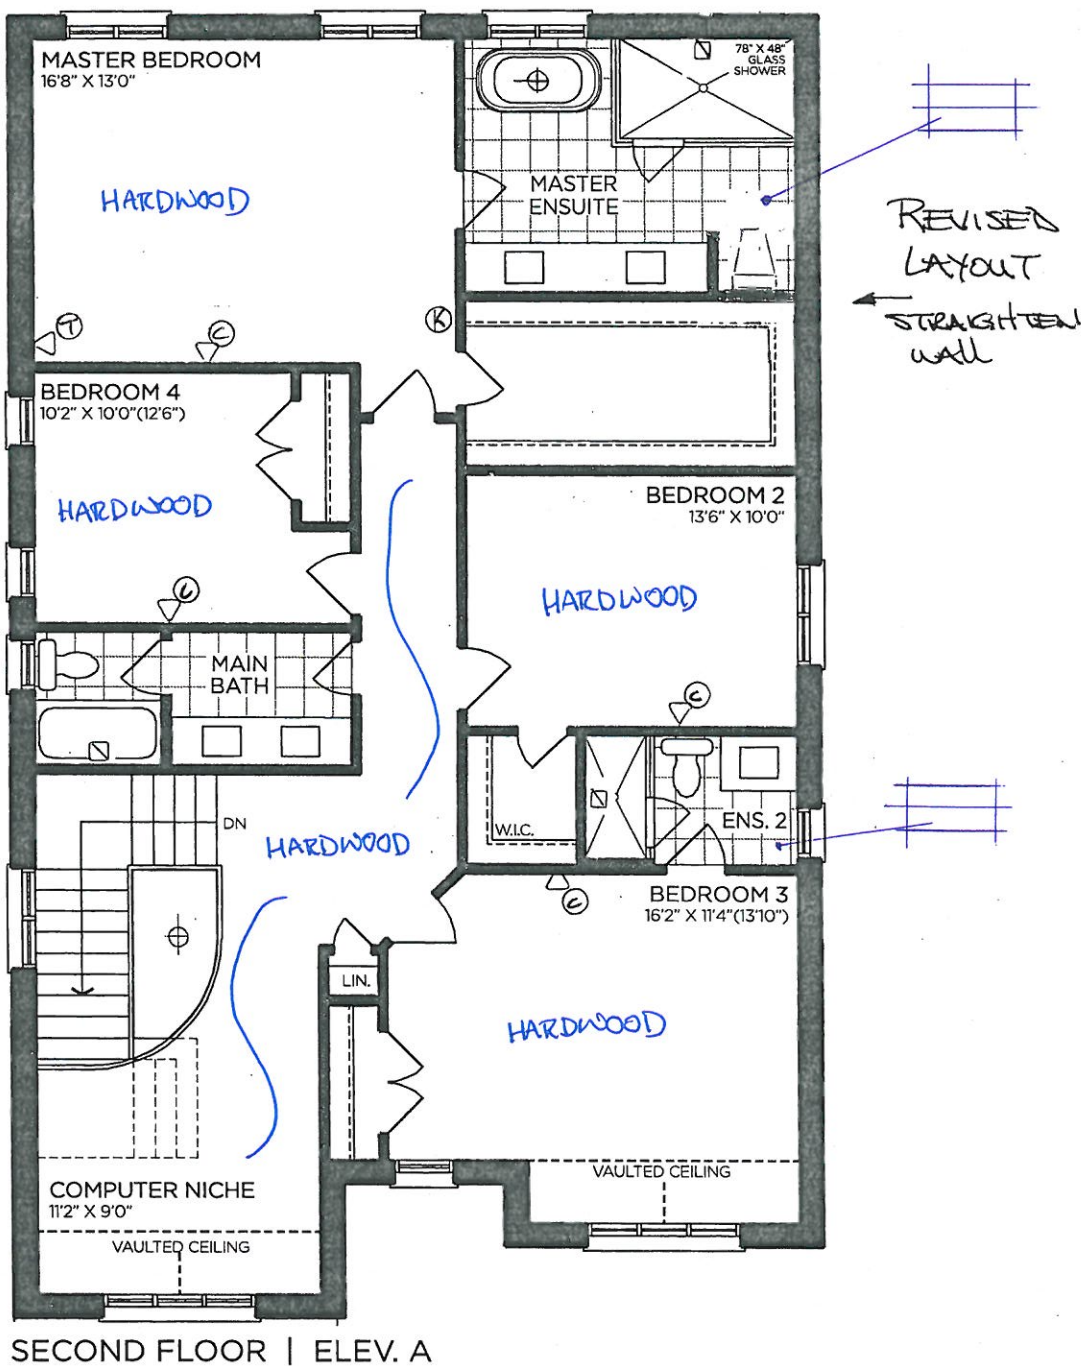 MASTER BEDROOM
16'8" X 13'0"
78" X 48"
GLASS
SHOWER
HARDWOOD
MASTER
ENSUITE
REVISED
LAYOUT
← STRAIGHTEN
WALL
T
C
K
BEDROOM 4
10'2" X 10'0"(12'6")
HARDWOOD
BEDROOM 2
13'6" X 10'0"
HARDWOOD
C
MAIN
BATH
C
DN
HARDWOOD
W.I.C.
ENS. 2
C
BEDROOM 3
16'2" X 11'4"(13'10")
LIN.
HARDWOOD
VAULTED CEILING
COMPUTER NICHE
11'2" X 9'0"
VAULTED CEILING
SECOND FLOOR | ELEV. A